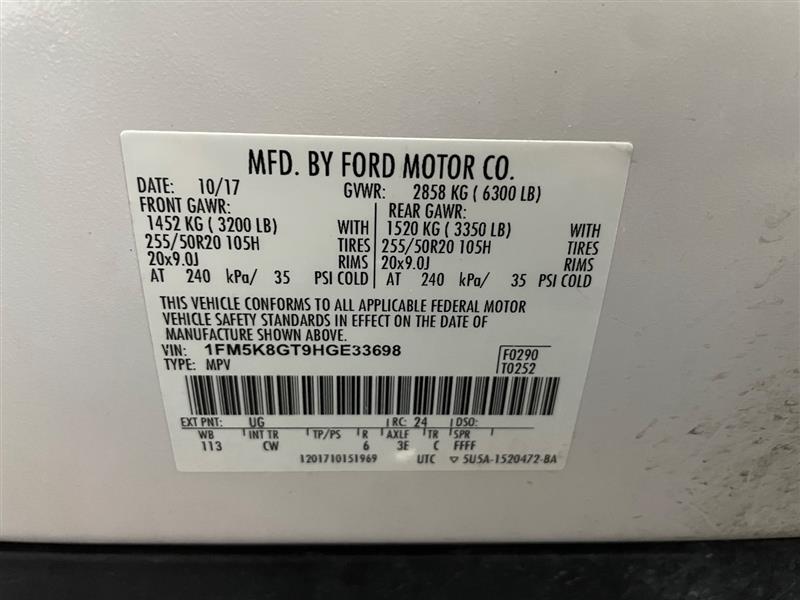 MFD. BY FORD MOTOR CO.
DATE: 10/17 GVWR: 2858 KG ( 6300 LB)
FRONT GAWR: REAR GAWR:
1452 KG ( 3200 LB) WITH 1520 KG ( 3350 LB) WITH
255/50R20 105H TIRES 255/50R20 105H TIRES
20x9.0J RIMS 20x9.0J RIMS
AT 240 kPa/ 35 PSI COLD AT 240 kPa/ 35 PSI COLD
THIS VEHICLE CONFORMS TO ALL APPLICABLE FEDERAL MOTOR
VEHICLE SAFETY STANDARDS IN EFFECT ON THE DATE OF
MANUFACTURE SHOWN ABOVE.
VIN: 1FM5K8GT9HGE33698 F0290
TYPE: MPV T0252
EXT PNT: UG RC: 24 DSO:
WB INT TR TP/PS R AXLE TR SPR
113 CW 6 3E C FFFF
1201710151969 UTC ▽ 5U5A-1520472-BA